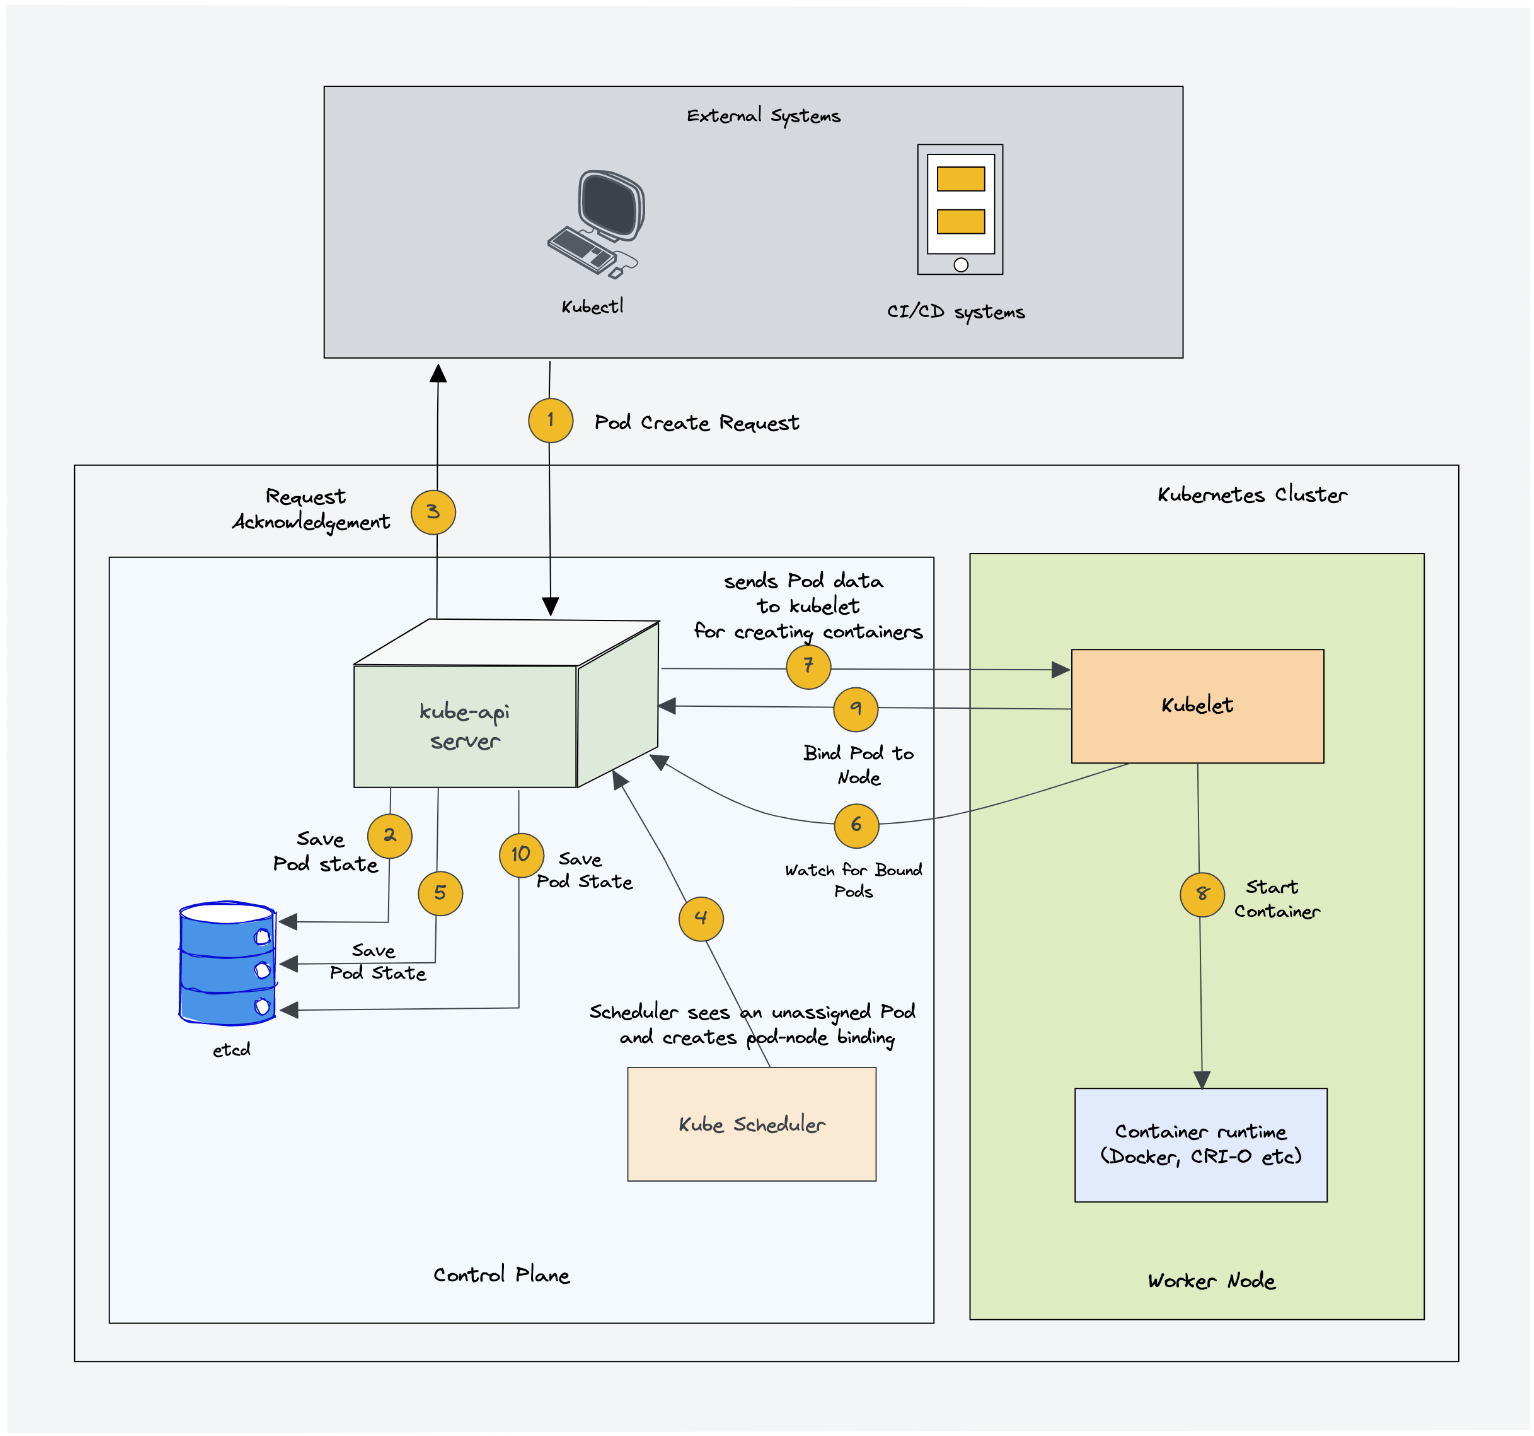 External Systems
Kubectl
CI/CD systems
1
Pod Create Request
3
Request
Acknowledgement
Kubernetes Cluster
sends Pod data
to kubelet
for creating containers
7
kube-api
server
9
Bind Pod to
Node
Kubelet
6
Watch for Bound
Pods
2
Save
Pod state
5
Save
Pod State
10
Save
Pod State
4
Scheduler sees an unassigned Pod
and creates pod-node binding
8
Start
Container
etcd
Kube Scheduler
Container runtime
(Docker, CRI-O etc)
Control Plane
Worker Node